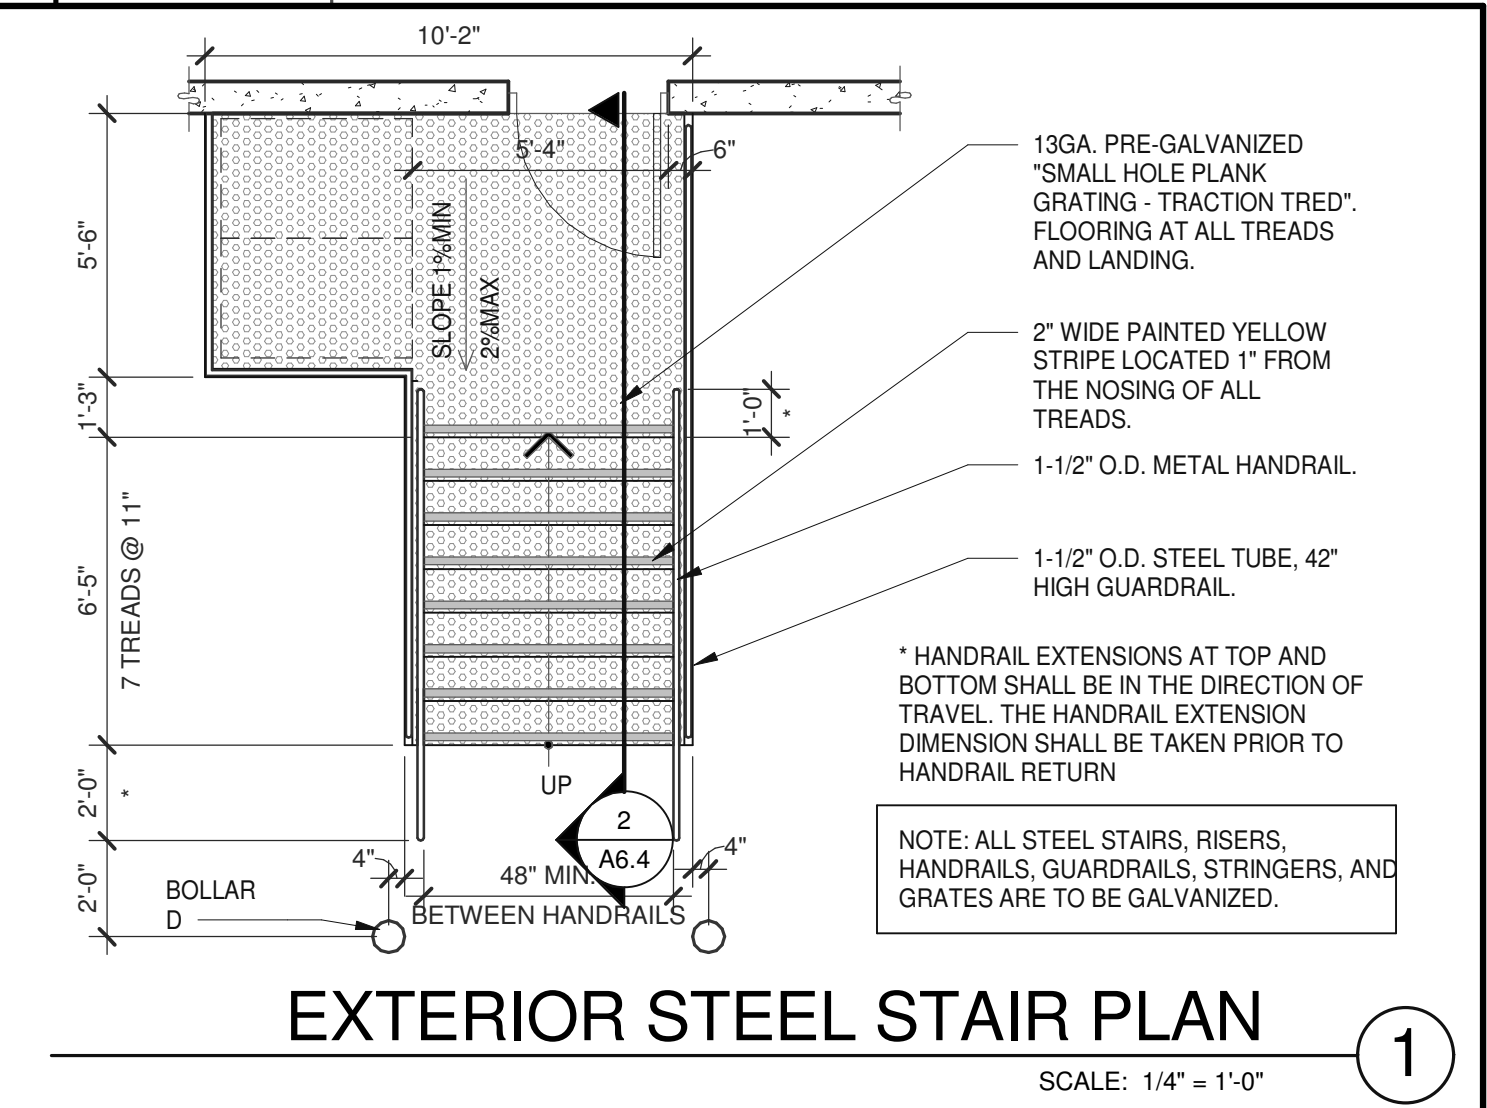 10'-2"
5'-4"
6"
13GA. PRE-GALVANIZED
"SMALL HOLE PLANK
GRATING - TRACTION TRED".
FLOORING AT ALL TREADS
AND LANDING.
5'-6"
SLOPE 1%MIN
2%MAX
2" WIDE PAINTED YELLOW
STRIPE LOCATED 1" FROM
THE NOSING OF ALL
TREADS.
1'-3"
1'-0"
*
1-1/2" O.D. METAL HANDRAIL.
6'-5"
7 TREADS @ 11"
1-1/2" O.D. STEEL TUBE, 42"
HIGH GUARDRAIL.
* HANDRAIL EXTENSIONS AT TOP AND
BOTTOM SHALL BE IN THE DIRECTION OF
TRAVEL. THE HANDRAIL EXTENSION
DIMENSION SHALL BE TAKEN PRIOR TO
HANDRAIL RETURN
2'-0"
*
UP
2
A6.4
NOTE: ALL STEEL STAIRS, RISERS,
HANDRAILS, GUARDRAILS, STRINGERS, AND
GRATES ARE TO BE GALVANIZED.
2'-0"
4"
4"
48" MIN.
BETWEEN HANDRAILS
BOLLAR
D
EXTERIOR STEEL STAIR PLAN
1
SCALE: 1/4" = 1'-0"